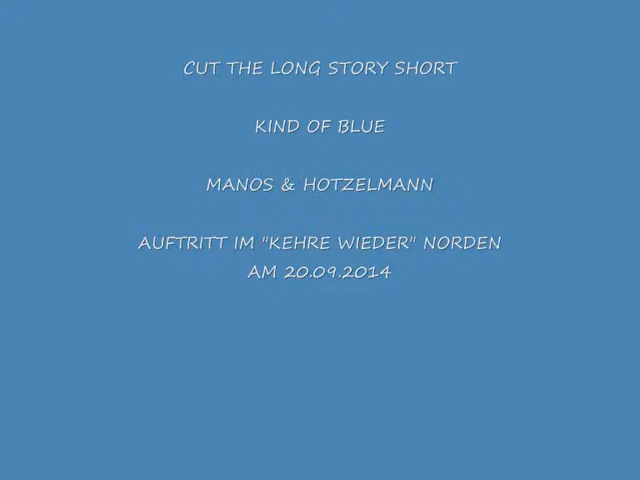 CUT THE LONG STORY SHORT
KIND OF BLUE
MANOS & HOTZELMANN
AUFTRITT IM "KEHRE WIEDER" NORDEN
AM 20.09.2014